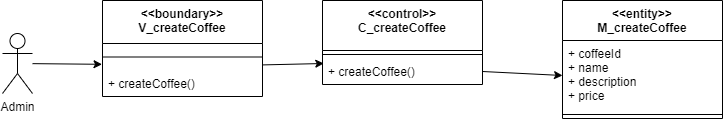 Admin
<<boundary>>
V_createCoffee
+ createCoffee()
<<control>>
C_createCoffee
+ createCoffee()
<<entity>>
M_createCoffee
+ coffeeId
+ name
+ description
+ price